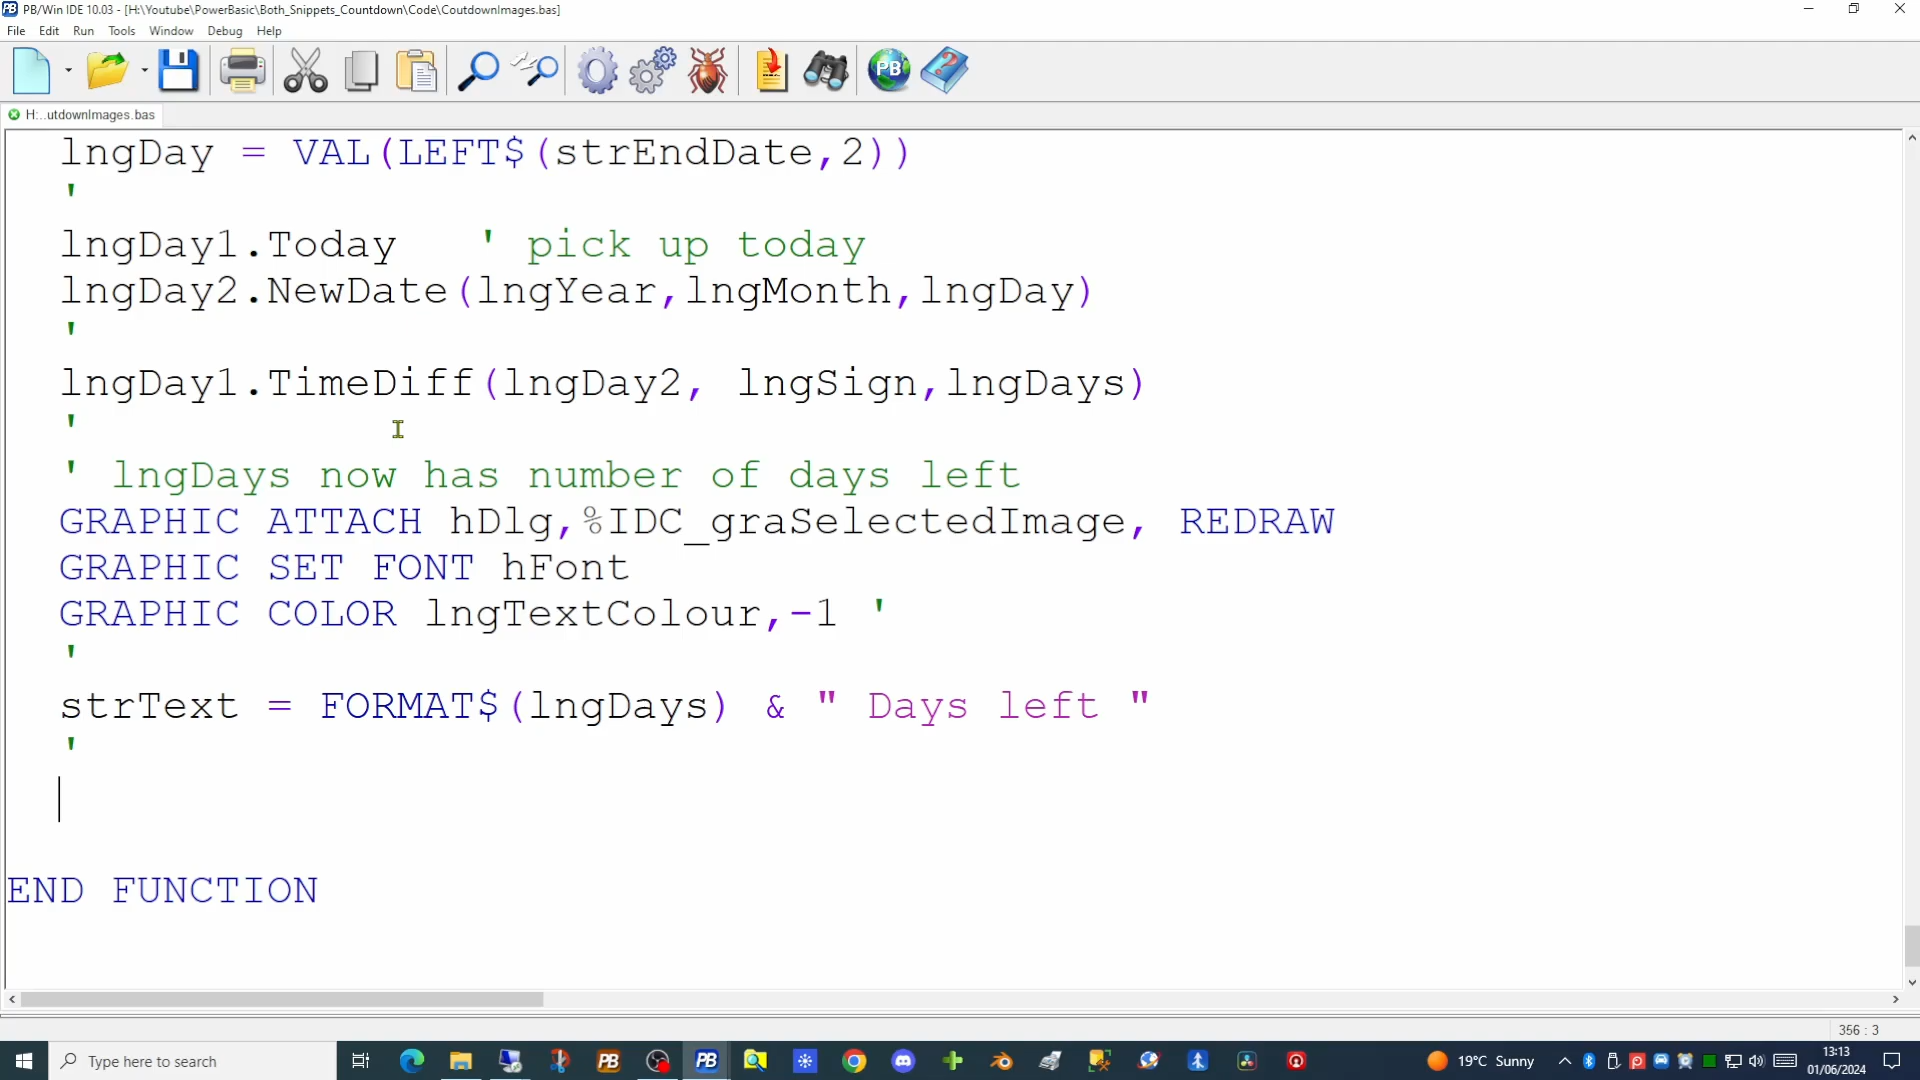 PB/Win IDE 10.03 - [H:\Youtube\PowerBasic\Both_Snippets_Countdown\Code\CoutdownImages.bas]
File Edit Run Tools Window Debug Help
PB
H:..utdownImages.bas
lngDay = VAL(LEFT$(strEndDate,2))
'
lngDay1.Today ' pick up today
lngDay2.NewDate(lngYear,lngMonth,lngDay)
'
lngDay1.TimeDiff(lngDay2, lngSign,lngDays)
'
' lngDays now has number of days left
GRAPHIC ATTACH hDlg,%IDC_graSelectedImage, REDRAW
GRAPHIC SET FONT hFont
GRAPHIC COLOR lngTextColour,-1 '
'
strText = FORMAT$(lngDays) & " Days left "
'
END FUNCTION
356 : 3
Type here to search
PB
PB
19°C Sunny
13:13
01/06/2024